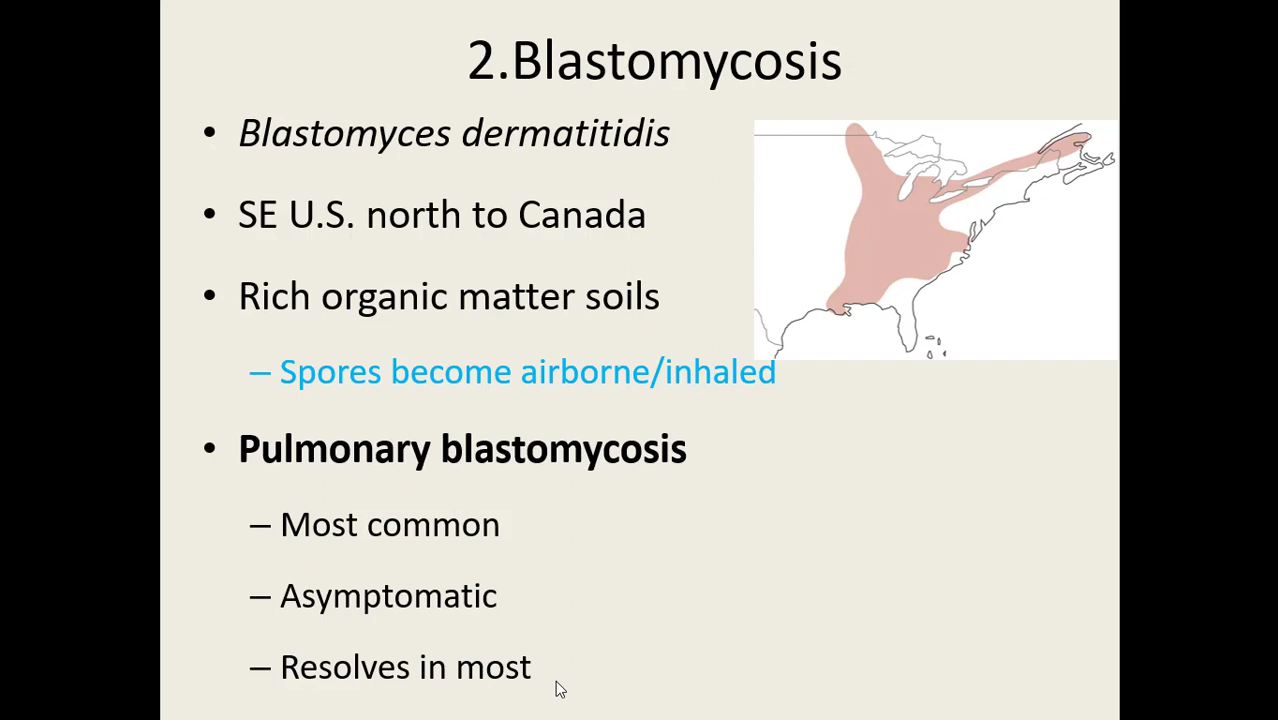 2.Blastomycosis
• Blastomyces dermatitidis
• SE U.S. north to Canada
• Rich organic matter soils
– Spores become airborne/inhaled
• Pulmonary blastomycosis
– Most common
– Asymptomatic
– Resolves in most